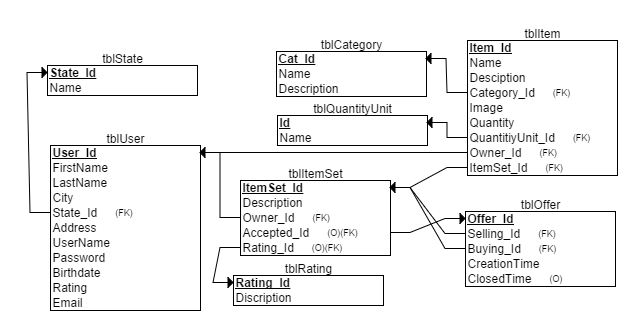 tblState
State_Id
Name
tblCategory
Cat_Id
Name
Description
tblItem
Item_Id
Name
Desciption
Category_Id (FK)
Image
Quantity
QuantitiyUnit_Id (FK)
Owner_Id (FK)
ItemSet_Id (FK)
tblQuantityUnit
Id
Name
tblUser
User_Id
FirstName
LastName
City
State_Id (FK)
Address
UserName
Password
Birthdate
Rating
Email
tblItemSet
ItemSet_Id
Description
Owner_Id (FK)
Accepted_Id (O)(FK)
Rating_Id (O)(FK)
tblOffer
Offer_Id
Selling_Id (FK)
Buying_Id (FK)
CreationTime
ClosedTime (O)
tblRating
Rating_Id
Discription